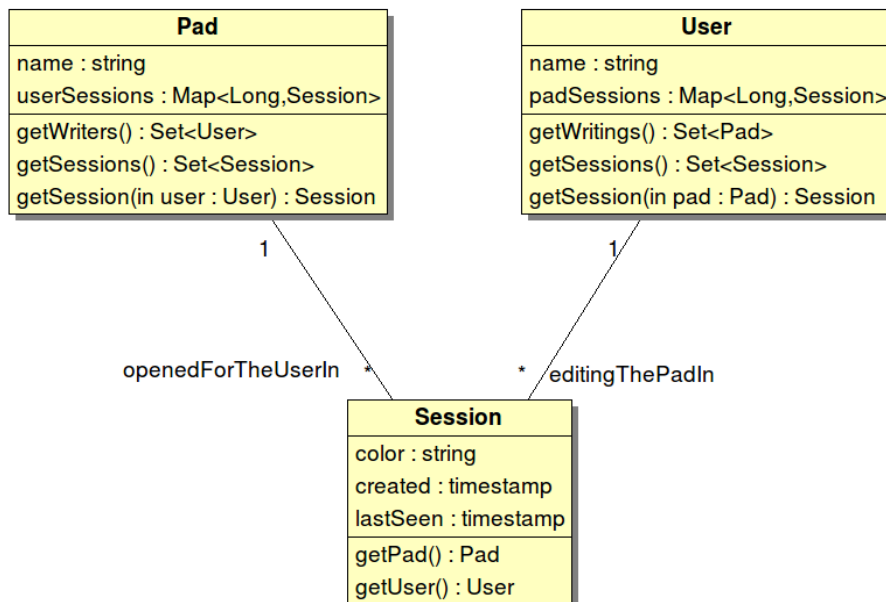 Pad
name : string
userSessions : Map<Long,Session>
getWriters() : Set<User>
getSessions() : Set<Session>
getSession(in user : User) : Session
User
name : string
padSessions : Map<Long,Session>
getWritings() : Set<Pad>
getSessions() : Set<Session>
getSession(in pad : Pad) : Session
1
1
openedForTheUserIn *
* editingThePadIn
Session
color : string
created : timestamp
lastSeen : timestamp
getPad() : Pad
getUser() : User